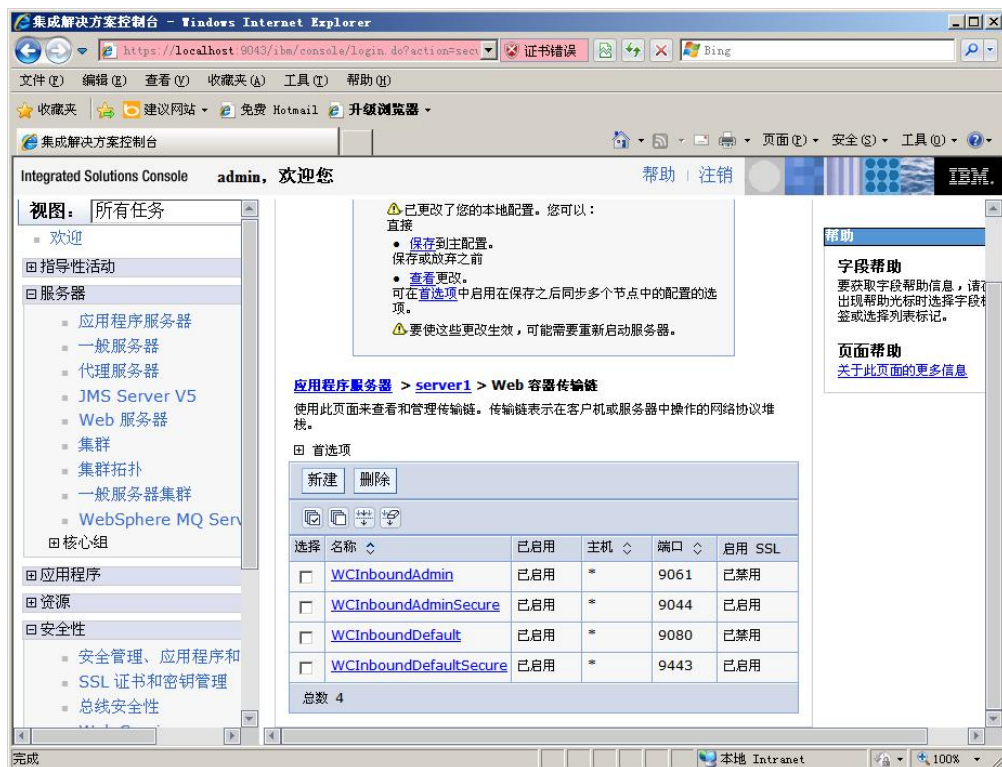 集成解决方案控制台 - Windows Internet Explorer
https://localhost:9043/ibm/console/login.do?action=secu
证书错误
Bing
文件(F) 编辑(E) 查看(V) 收藏夹(A) 工具(T) 帮助(H)
收藏夹 建议网站 免费 Hotmail 升级浏览器
集成解决方案控制台
页面(P) 安全(S) 工具(O)
Integrated Solutions Console admin, 欢迎您
帮助 | 注销
IBM.
视图: 所有任务
欢迎
指导性活动
服务器
应用程序服务器
一般服务器
代理服务器
JMS Server V5
Web 服务器
集群
集群拓扑
一般服务器集群
WebSphere MQ Serv
核心组
应用程序
资源
安全性
安全管理、应用程序和
SSL 证书和密钥管理
总线安全性
已更改了您的本地配置。您可以:
直接
• 保存到主配置。
保存或放弃之前
• 查看更改。
可在首选项中启用在保存之后同步多个节点中的配置的选
项。
要使这些更改生效,可能需要重新启动服务器。
应用程序服务器 > server1 > Web 容器传输链
使用此页面来查看和管理传输链。传输链表示在客户机或服务器中操作的网络协议堆
栈。
首选项
新建 删除
选择 名称 已启用 主机 端口 启用 SSL
WCInboundAdmin 已启用 * 9061 已禁用
WCInboundAdminSecure 已启用 * 9044 已启用
WCInboundDefault 已启用 * 9080 已禁用
WCInboundDefaultSecure 已启用 * 9443 已启用
总数 4
帮助
字段帮助
要获取字段帮助信息,请在
出现帮助光标时选择字段标
签或选择列表标记。
页面帮助
关于此页面的更多信息
完成
本地 Intranet
100%